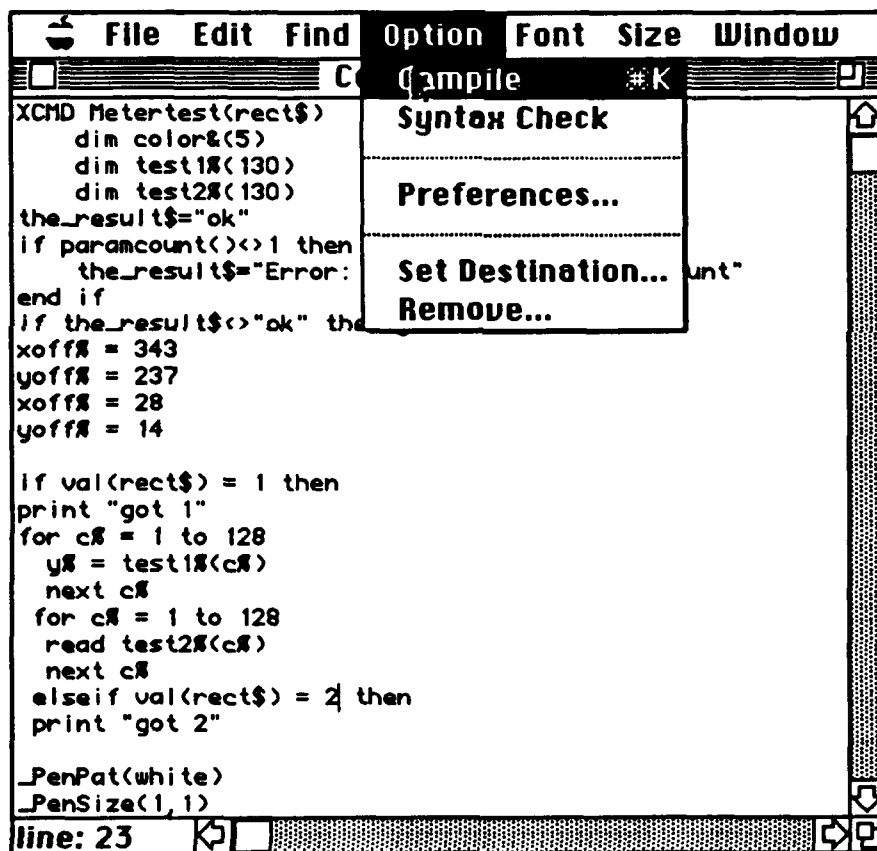 File Edit Find Option Font Size Window
Compile ⌘K
Syntax Check
Preferences...
Set Destination...
Remove...
XCMD Metertest(rect$)
dim color&(5)
dim test1%(130)
dim test2%(130)
the_result$="ok"
if paramcount()<>1 then
the_result$="Error: unt"
end if
if the_result$<>"ok" the
xoff% = 343
yoff% = 237
xoff% = 28
yoff% = 14
if val(rect$) = 1 then
print "got 1"
for c% = 1 to 128
y% = test1%(c%)
next c%
for c% = 1 to 128
read test2%(c%)
next c%
elseif val(rect$) = 2 then
print "got 2"
_PenPat(white)
_PenSize(1,1)
line: 23